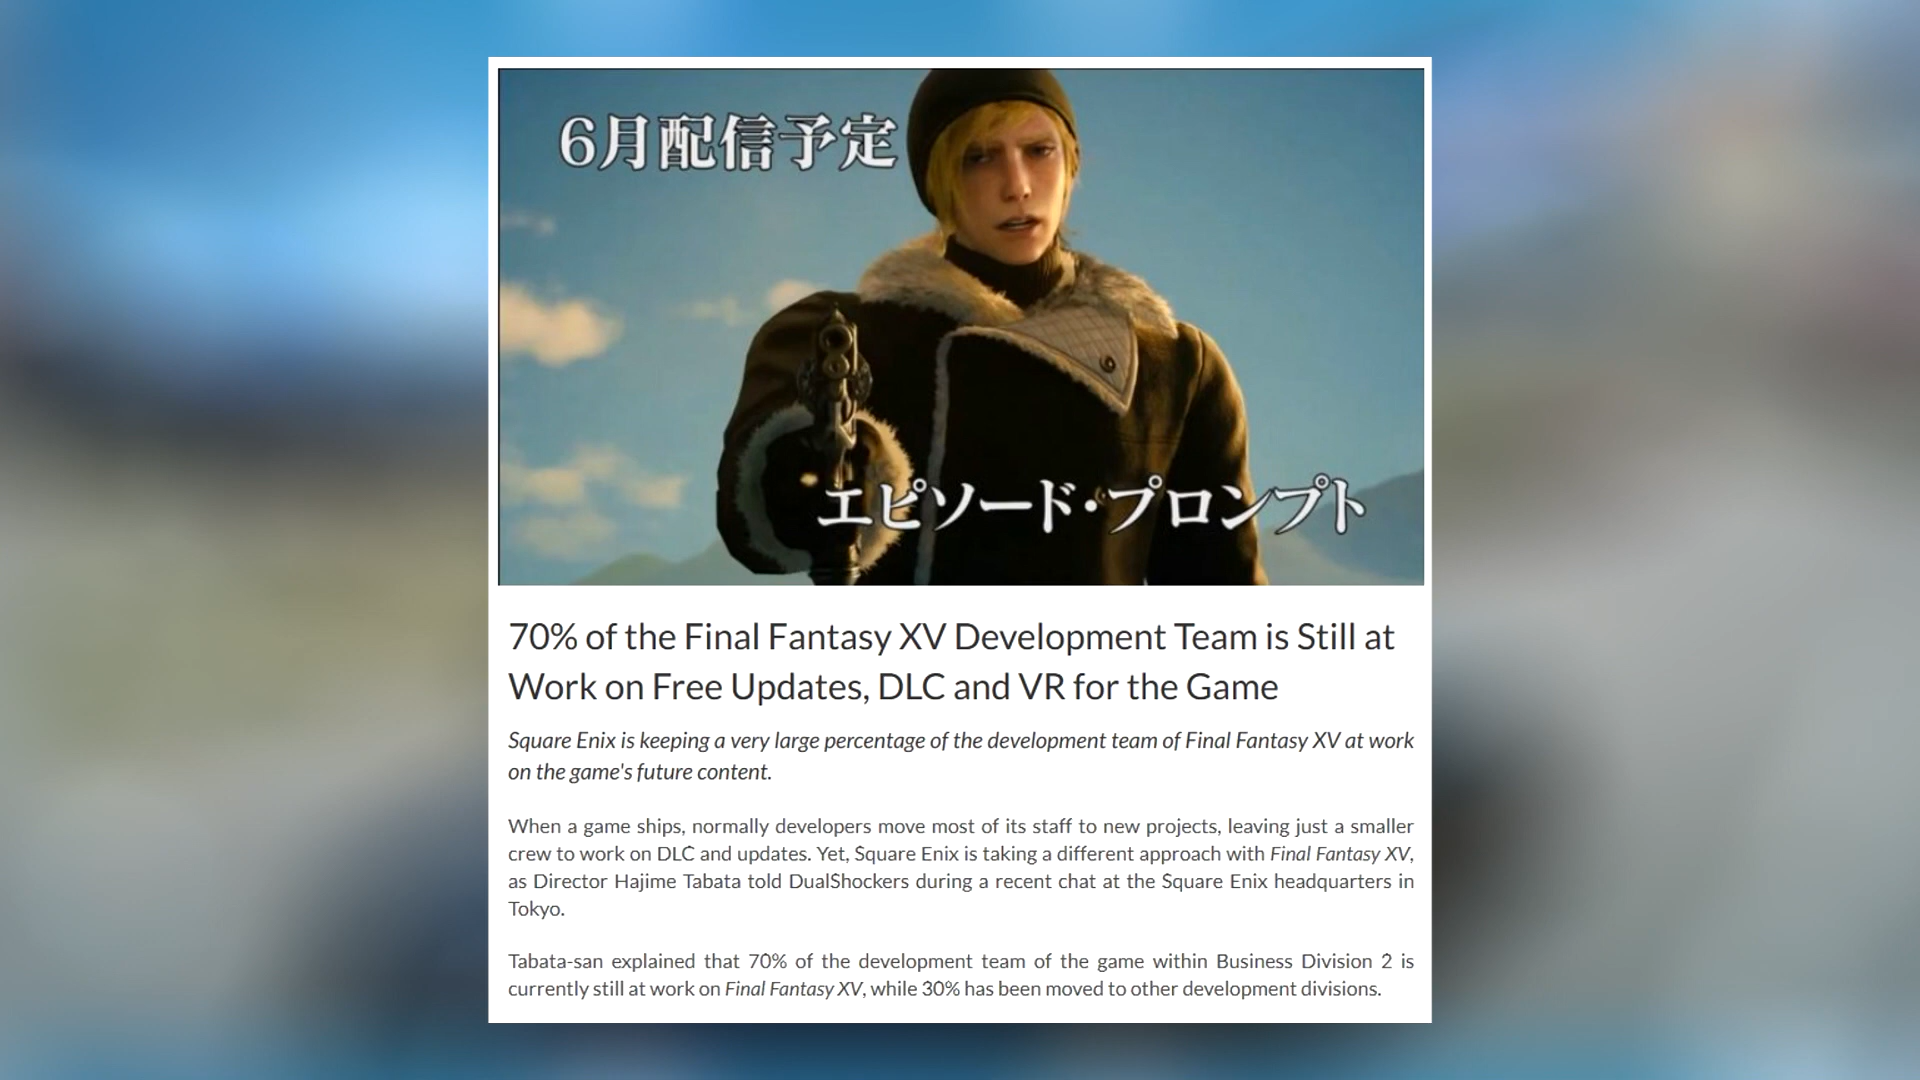 6月配信予定
エピソード・プロンプト
70% of the Final Fantasy XV Development Team is Still at
Work on Free Updates, DLC and VR for the Game
Square Enix is keeping a very large percentage of the development team of Final Fantasy XV at work
on the game's future content.
When a game ships, normally developers move most of its staff to new projects, leaving just a smaller
crew to work on DLC and updates. Yet, Square Enix is taking a different approach with Final Fantasy XV,
as Director Hajime Tabata told DualShockers during a recent chat at the Square Enix headquarters in
Tokyo.
Tabata-san explained that 70% of the development team of the game within Business Division 2 is
currently still at work on Final Fantasy XV, while 30% has been moved to other development divisions.